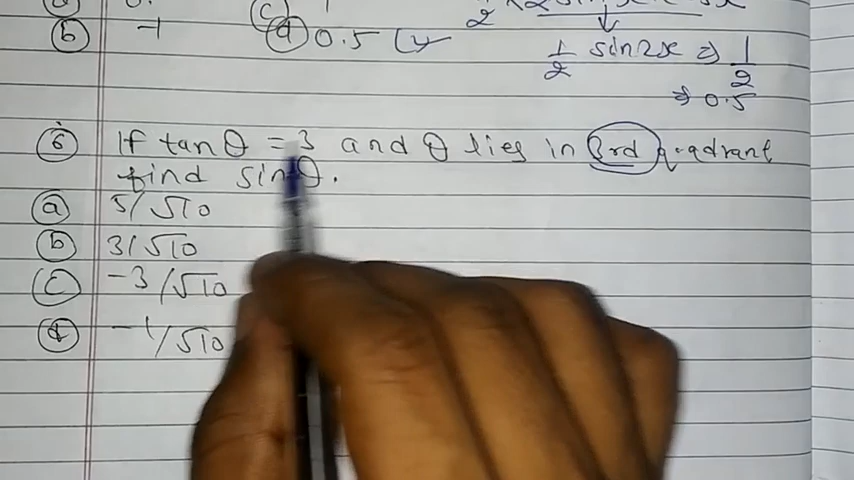 b -1 d 0.5
1/2 sin2x ⇒ 1/2
⇒ 0.5
6 If tanθ = 3 and θ lies in 3rd quadrant
find sinθ.
a 5/√10
b 3/√10
c -3/√10
d -1/√10